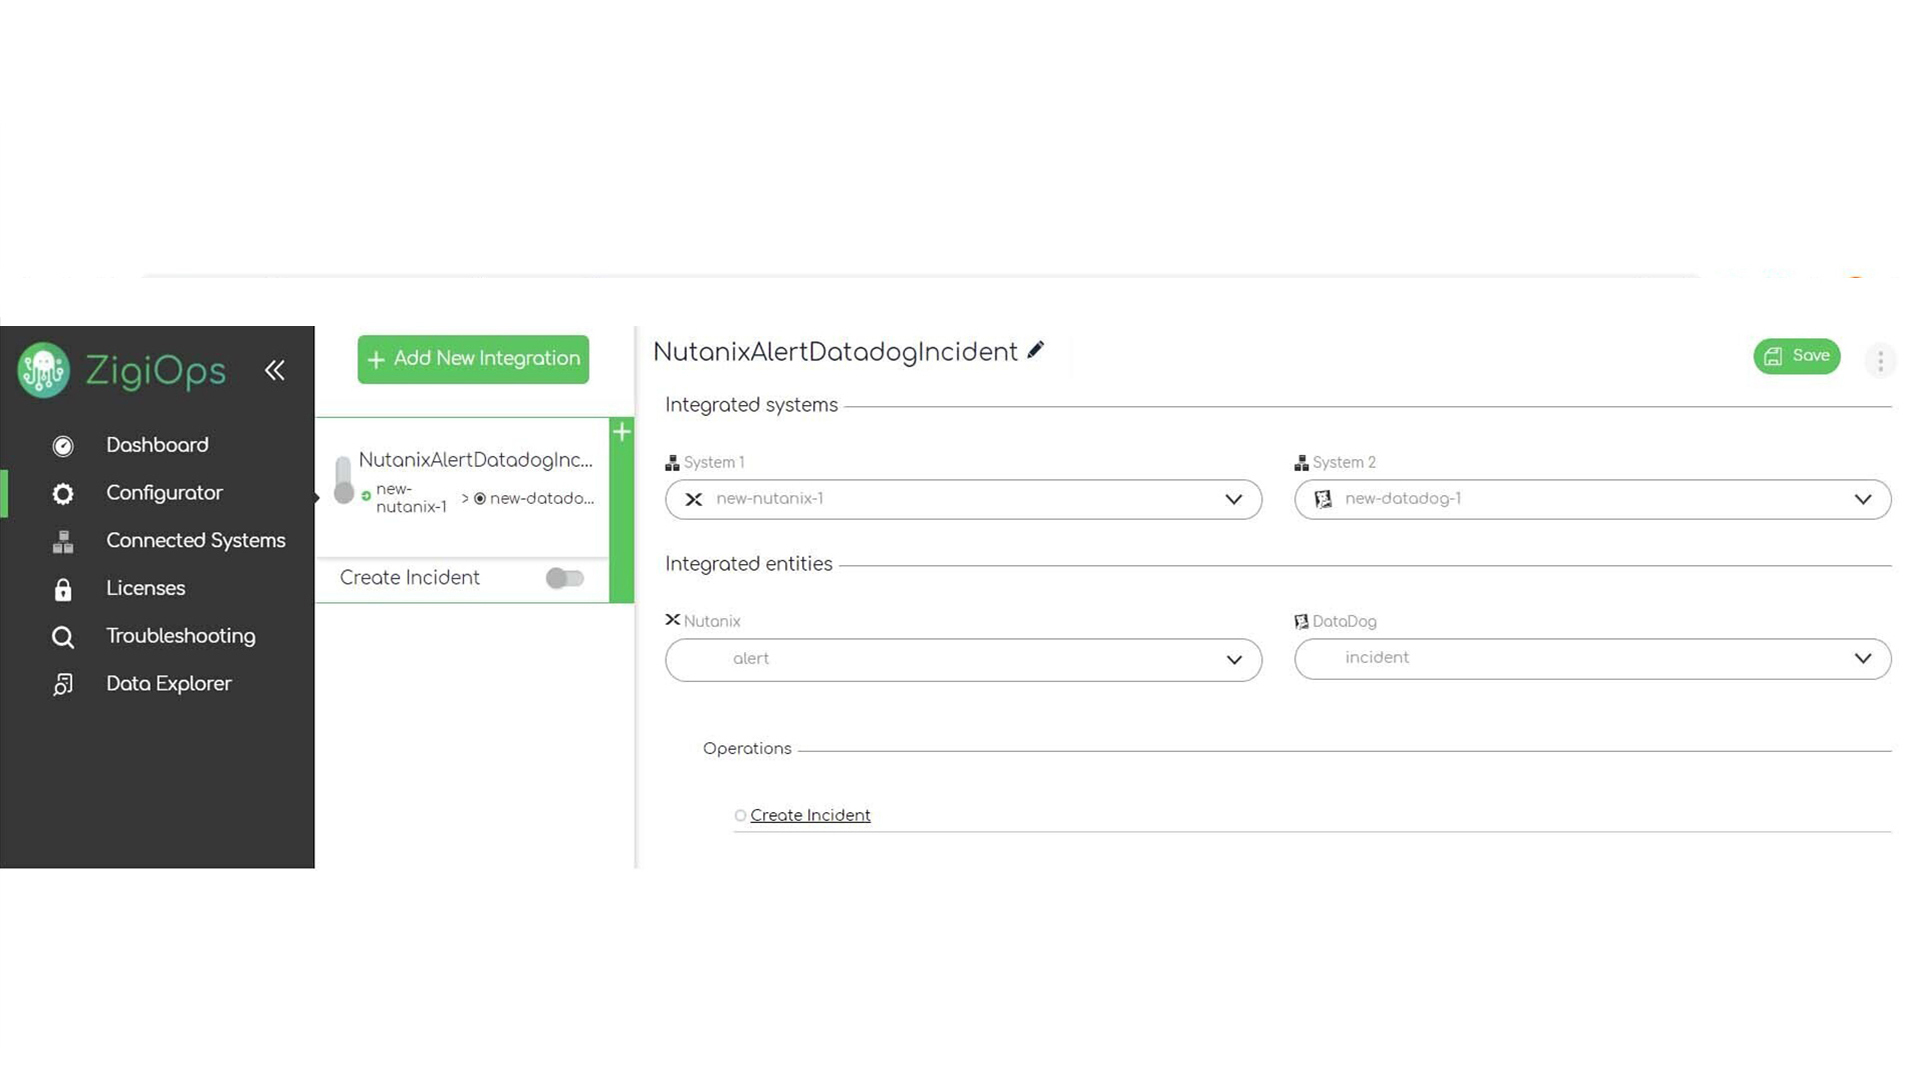 ZigiOps
Dashboard
Configurator
Connected Systems
Licenses
Troubleshooting
Data Explorer
+ Add New Integration
NutanixAlertDatadogInc...
new-
nutanix-1 > new-datado...
Create Incident
NutanixAlertDatadogIncident
Save
Integrated systems
System 1
new-nutanix-1
System 2
new-datadog-1
Integrated entities
Nutanix
alert
DataDog
incident
Operations
Create Incident